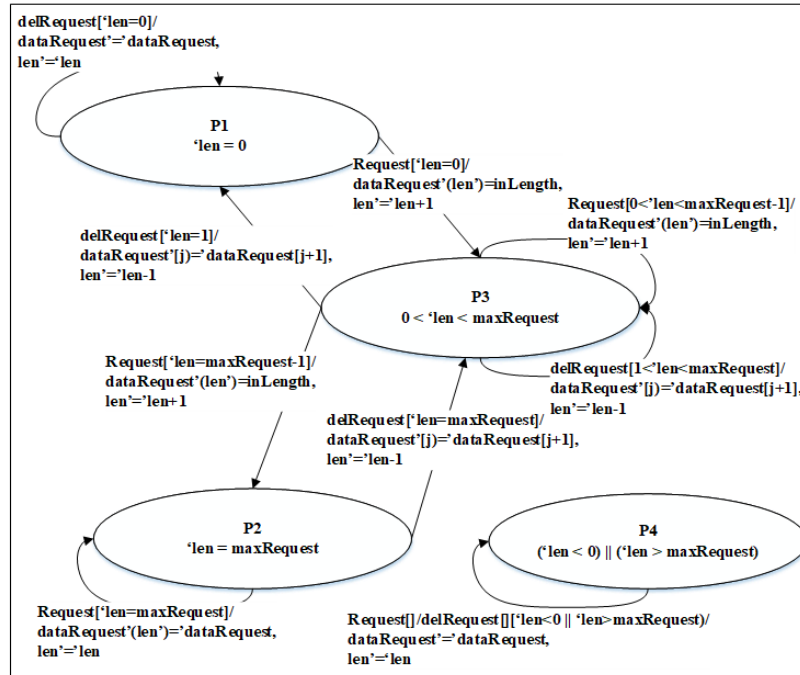 delRequest[‘len=0]/
dataRequest’=’dataRequest,
len’=‘len
P1
‘len = 0
Request[‘len=0]/
dataRequest’(len’)=inLength,
len’=’len+1
Request[0<’len<maxRequest-1]/
dataRequest’(len’)=inLength,
len’=’len+1
delRequest[‘len=1]/
dataRequest’[j)=’dataRequest[j+1],
len’=’len-1
P3
0 < ‘len < maxRequest
Request[‘len=maxRequest-1]/
dataRequest’(len’)=inLength,
len’=’len+1
delRequest[1<’len<maxRequest]/
dataRequest’[j)=’dataRequest[j+1],
len’=’len-1
delRequest[‘len=maxRequest]/
dataRequest’[j)=’dataRequest[j+1],
len’=’len-1
P2
‘len = maxRequest
P4
(‘len < 0) || (‘len > maxRequest)
Request[‘len=maxRequest]/
dataRequest’(len’)=’dataRequest,
len’=’len
Request[]/delRequest[][‘len<0 || ‘len>maxRequest)/
dataRequest’=’dataRequest,
len’=‘len